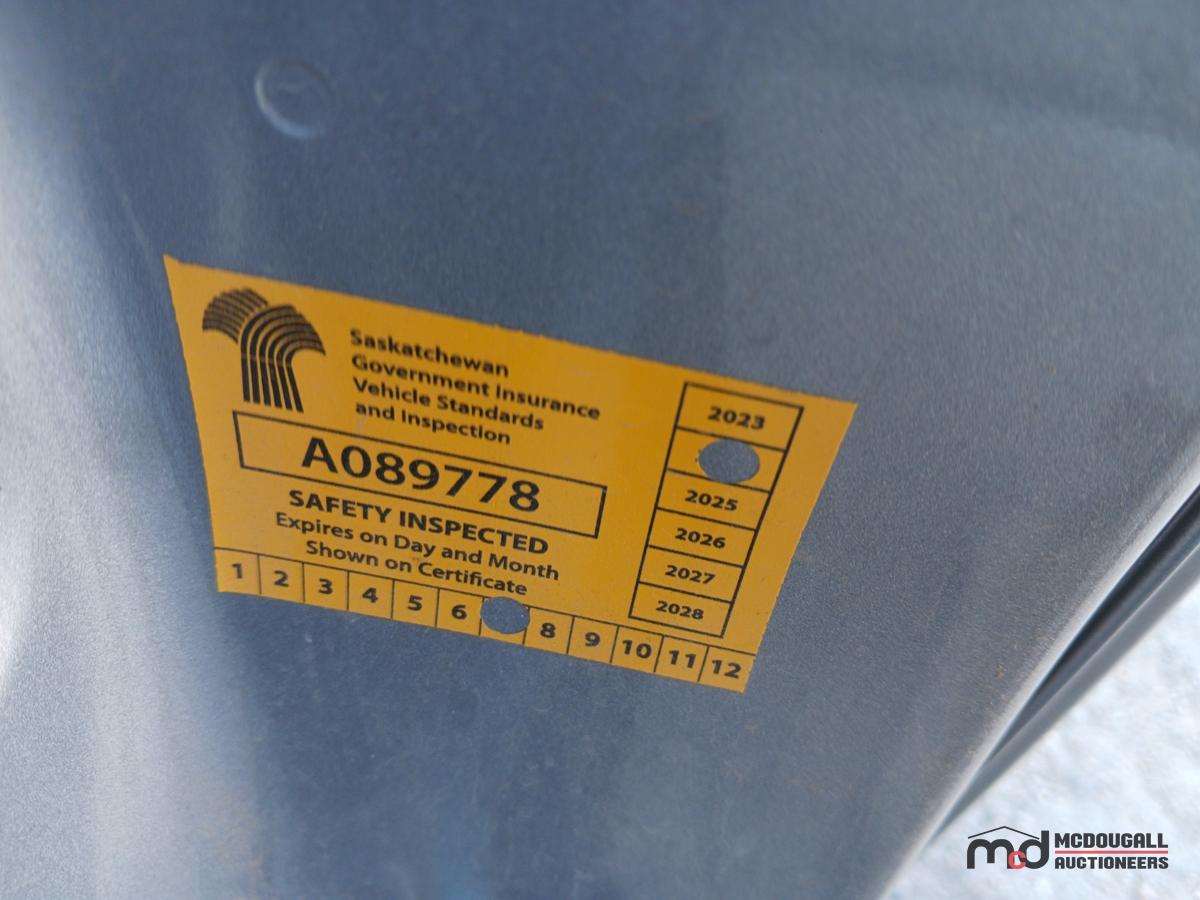 Saskatchewan
Government Insurance
Vehicle Standards
and Inspection
A089778
SAFETY INSPECTED
Expires on Day and Month
Shown on Certificate
1 2 3 4 5 6 8 9 10 11 12
2023
2025
2026
2027
2028
mcd MCDOUGALL
AUCTIONEERS